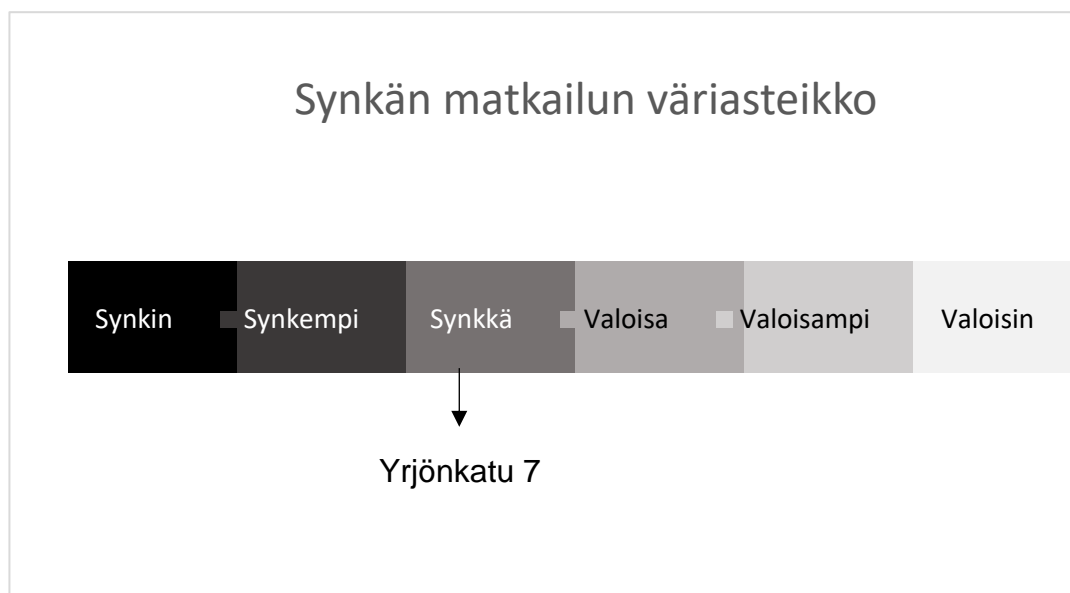 Synkän matkailun väriasteikko
Synkin Synkempi Synkkä Valoisa Valoisampi Valoisin
Yrjönkatu 7